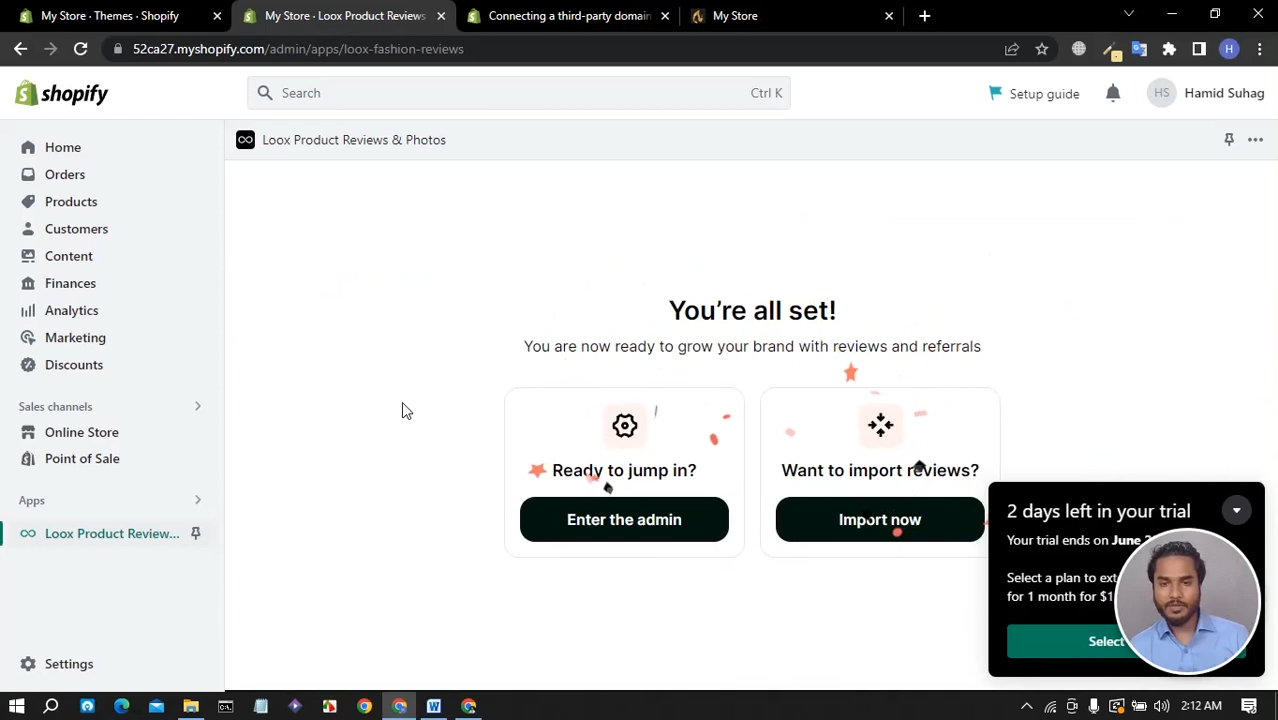 My Store · Themes · Shopify
My Store · Loox Product Reviews
Connecting a third-party domain
My Store
52ca27.myshopify.com/admin/apps/loox-fashion-reviews
H
shopify
Search
Ctrl K
Setup guide
HS
Hamid Suhag
Loox Product Reviews & Photos
Home
Orders
Products
Customers
Content
Finances
Analytics
Marketing
Discounts
Sales channels
Online Store
Point of Sale
Apps
Loox Product Review...
Settings
You're all set!
You are now ready to grow your brand with reviews and referrals
Ready to jump in?
Enter the admin
Want to import reviews?
Import now
2 days left in your trial
Your trial ends on June
Select a plan to
for 1 month for
Select
2:12 AM